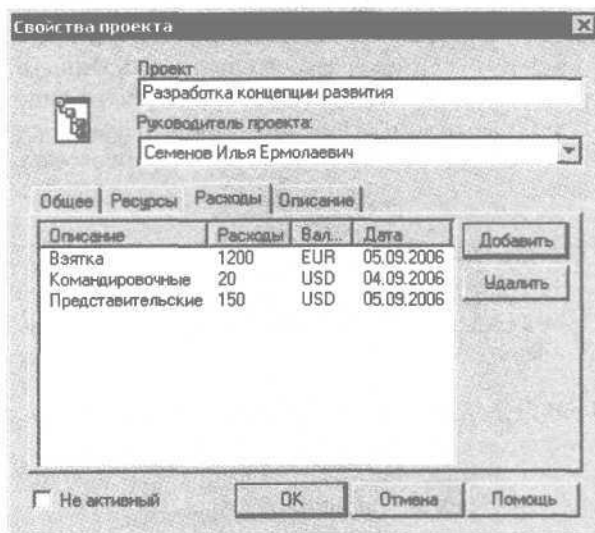 Свойства проекта
Проект
Разработка концепции развития
Руководитель проекта:
Семенов Илья Ермолаевич
Общее Ресурсы Расходы Описание
Описание Расходы Вал... Дата
Взятка 1200 EUR 05.09.2006
Командировочные 20 USD 04.09.2006
Представительские 150 USD 05.09.2006
Добавить
Удалить
Не активный
OK
Отмена
Помощь